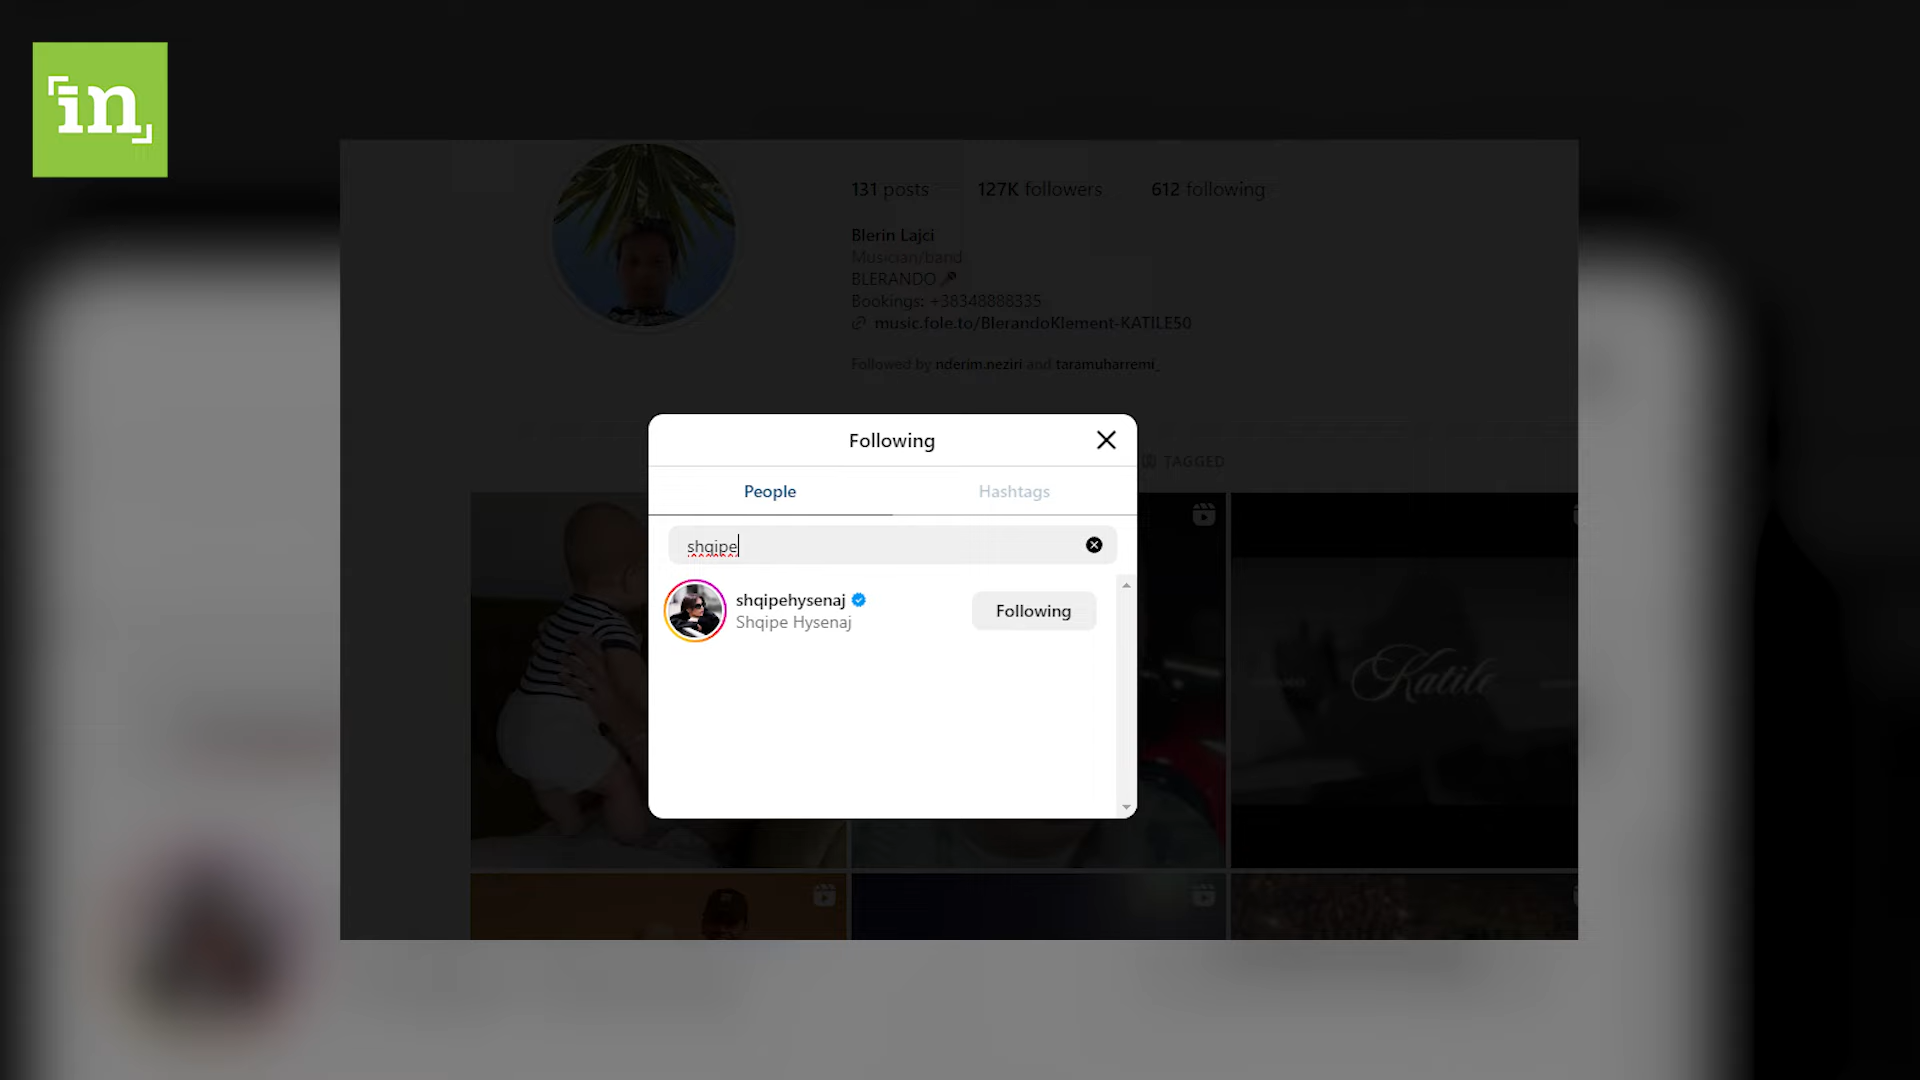 in
131 posts 127K followers 612 following
Blerin Lajci
Musician/band
BLERANDO
Bookings: +38348888335
music.fole.to/BlerandoKlement-KATILE50
Followed by nderim.neziri and taramuharremi_
Following
People Hashtags
TAGGED
shqipe
shqipehysenaj
Shqipe Hysenaj
Following
Katile